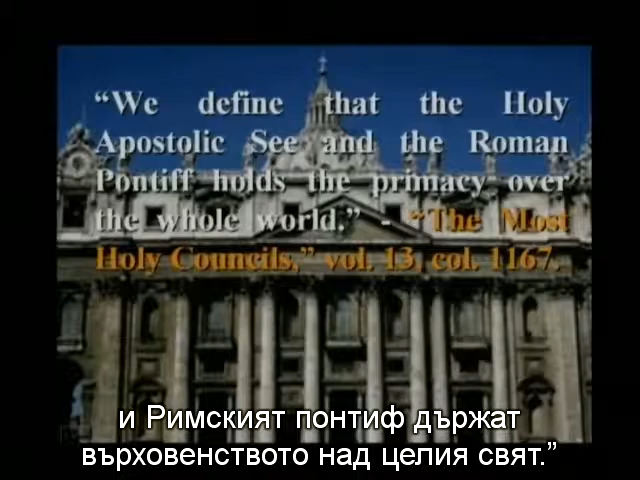 “We define that the Holy
Apostolic See and the Roman
Pontiff holds the primacy over
the whole world.” - “The Most
Holy Councils,” vol. 13, col. 1167.
и Римският понтиф държат
върховенството над целия свят.”